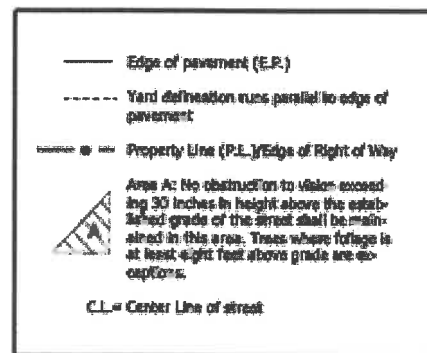 Edge of pavement (E.P.)
Yard delineation runs parallel to edge of
pavement
Property Line (P.L.)/Edge of Right of Way
Area A: No obstruction to vision exceed-
ing 30 inches in height above the estab-
lished grade of the street shall be main-
ained in this area. Trees where foliage is
at least eight feet above grade are ex-
ceptions.
A
C.L.= Center Line of street